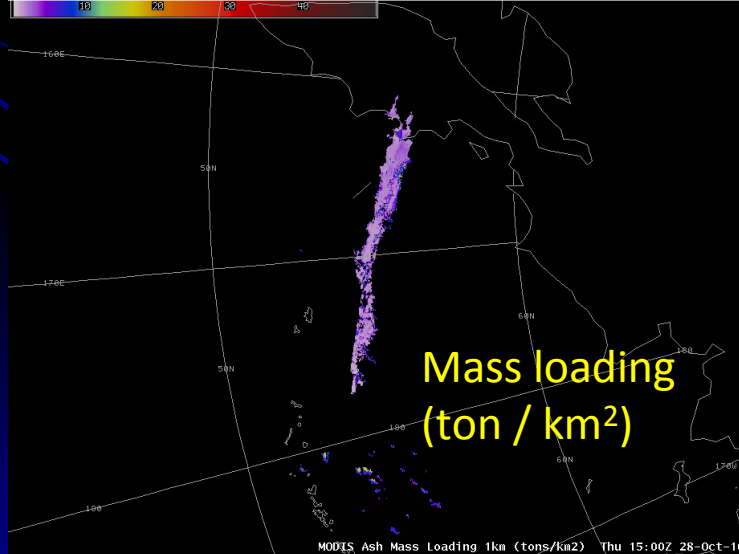 10 20 30 40
160E
50N
170E
60N
50N
180
Mass loading
(ton / km²)
180
60N
170W
180
MODIS Ash Mass Loading 1km (tons/km2) Thu 15:00Z 28-Oct-10